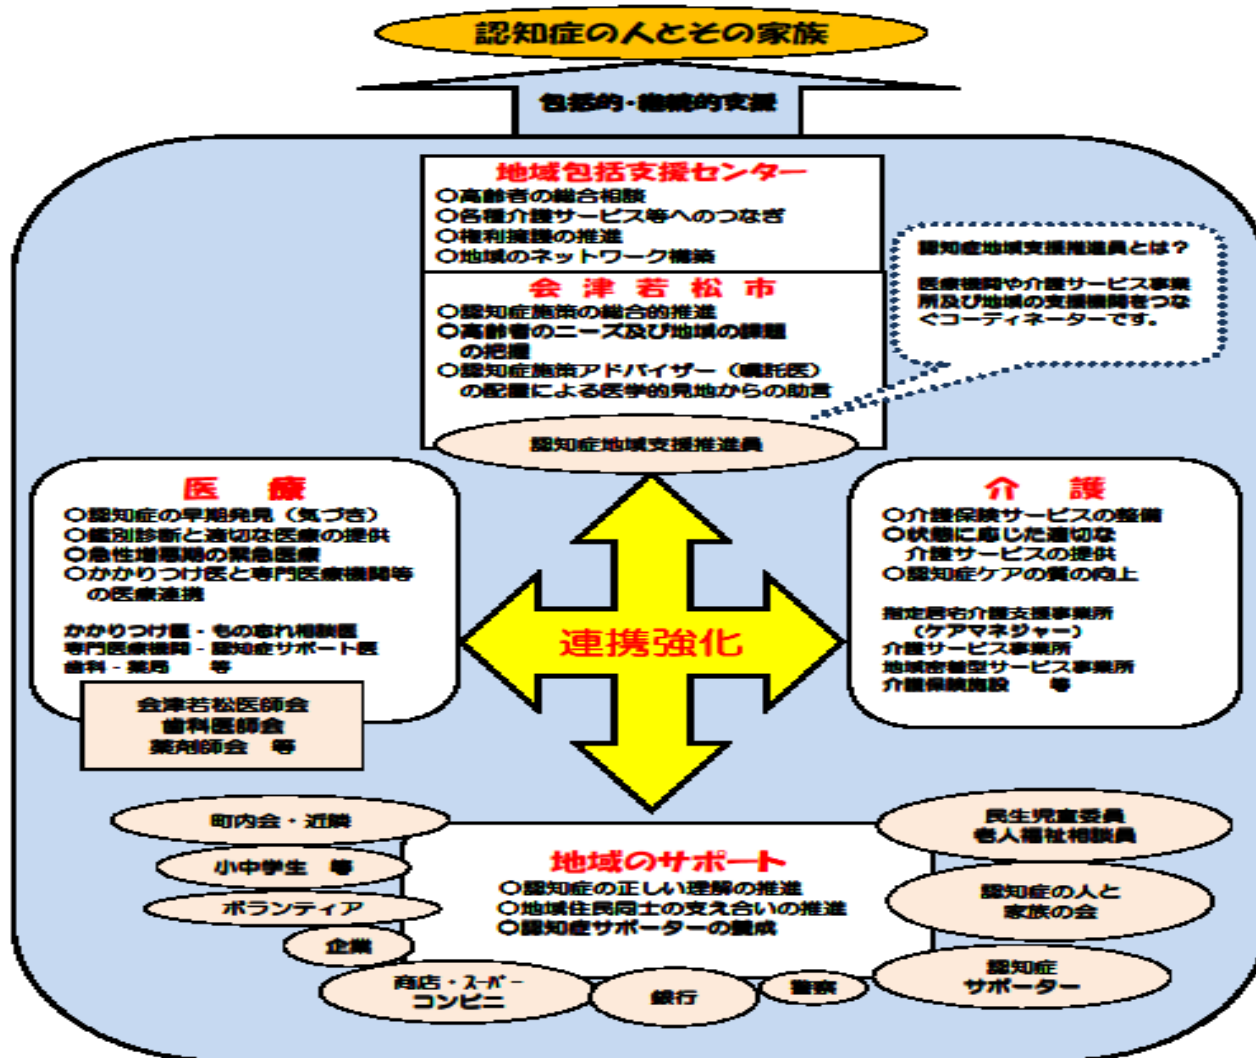 認知症の人とその家族
包括的・継続的支援
地域包括支援センター
○高齢者の総合相談
○各種介護サービス等へのつなぎ
○権利擁護の推進
○地域のネットワーク構築
会津若松市
○認知症施策の総合的推進
○高齢者のニーズ及び地域の課題
の把握
○認知症施策アドバイザー（嘱託医）
の配置による医学的見地からの助言
認知症地域支援推進員
認知症地域支援推進員とは？
医療機関や介護サービス事業
所及び地域の支援機関をつな
ぐコーディネーターです。
医療
○認知症の早期発見（気づき）
○鑑別診断と適切な医療の提供
○急性増悪期の緊急医療
○かかりつけ医と専門医療機関等
の医療連携
かかりつけ医・もの忘れ相談医
専門医療機関・認知症サポート医
歯科・薬局　等
会津若松医師会
歯科医師会
薬剤師会　等
連携強化
介護
○介護保険サービスの整備
○状態に応じた適切な
介護サービスの提供
○認知症ケアの質の向上
指定居宅介護支援事業所
（ケアマネジャー）
介護サービス事業所
地域密着型サービス事業所
介護保険施設　等
地域のサポート
○認知症の正しい理解の推進
○地域住民同士の支え合いの推進
○認知症サポーターの養成
町内会・近隣
小中学生　等
ボランティア
企業
商店・スーパー
コンビニ
銀行
警察
民生児童委員
老人福祉相談員
認知症の人と
家族の会
認知症
サポーター